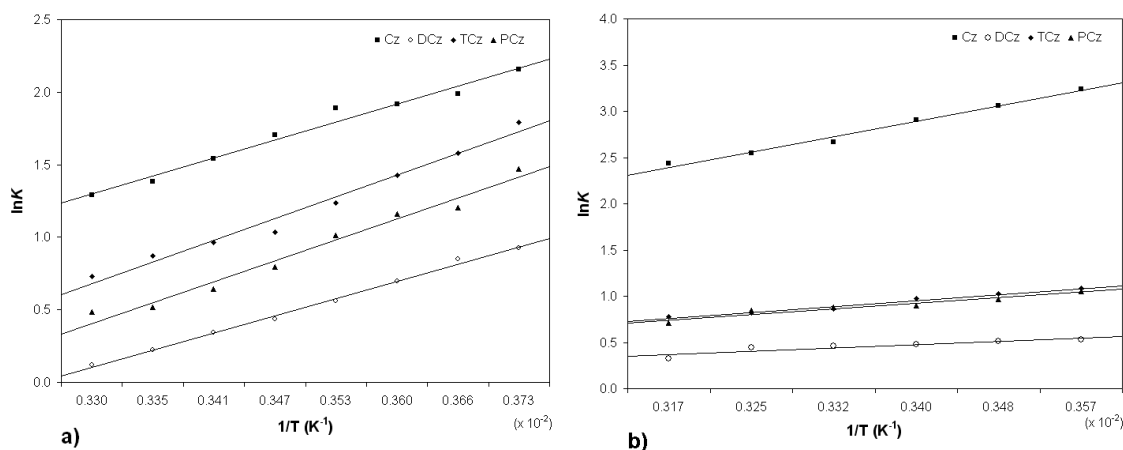 2.5
2.0
1.5
1.0
0.5
0.0
lnK
Cz DCz TCz PCz
0.330 0.335 0.341 0.347 0.353 0.360 0.366 0.373
1/T (K-1)
(x 10-2)
a)
4.0
3.5
3.0
2.5
2.0
1.5
1.0
0.5
0.0
lnK
Cz DCz TCz PCz
0.317 0.325 0.332 0.340 0.348 0.357
1/T (K-1)
(x 10-2)
b)